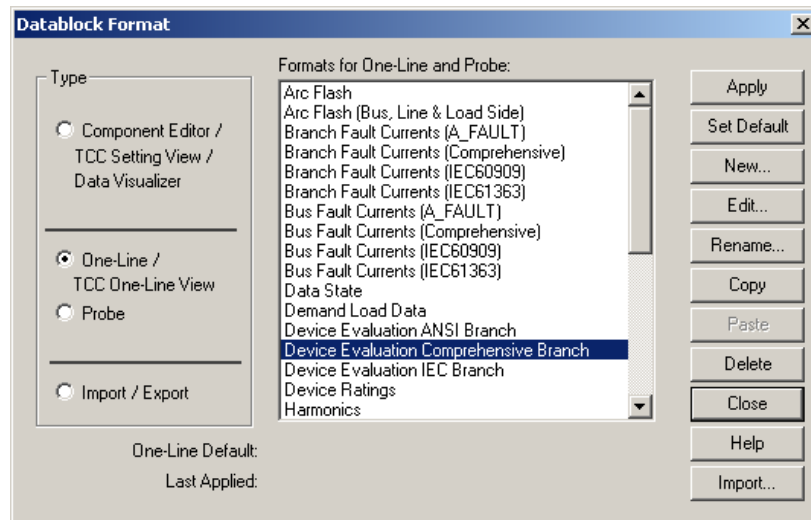 Datablock Format
Type
Component Editor /
TCC Setting View /
Data Visualizer
One-Line /
TCC One-Line View
Probe
Import / Export
One-Line Default:
Last Applied:
Formats for One-Line and Probe:
Arc Flash
Arc Flash (Bus, Line & Load Side)
Branch Fault Currents (A_FAULT)
Branch Fault Currents (Comprehensive)
Branch Fault Currents (IEC60909)
Branch Fault Currents (IEC61363)
Bus Fault Currents (A_FAULT)
Bus Fault Currents (Comprehensive)
Bus Fault Currents (IEC60909)
Bus Fault Currents (IEC61363)
Data State
Demand Load Data
Device Evaluation ANSI Branch
Device Evaluation Comprehensive Branch
Device Evaluation IEC Branch
Device Ratings
Harmonics
Apply
Set Default
New...
Edit...
Rename...
Copy
Paste
Delete
Close
Help
Import...